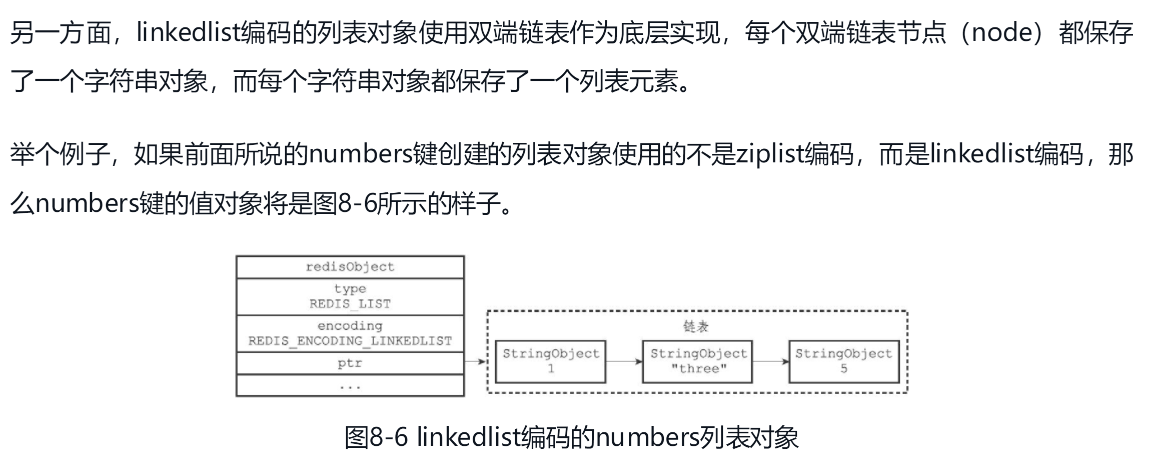 另一方面，linkedlist编码的列表对象使用双端链表作为底层实现，每个双端链表节点（node）都保存
了一个字符串对象，而每个字符串对象都保存了一个列表元素。
举个例子，如果前面所说的numbers键创建的列表对象使用的不是ziplist编码，而是linkedlist编码，那
么numbers键的值对象将是图8-6所示的样子。
redisObject
type
REDIS_LIST
encoding
REDIS_ENCODING_LINKEDLIST
ptr
...
链表
StringObject
1
StringObject
"three"
StringObject
5
图8-6 linkedlist编码的numbers列表对象